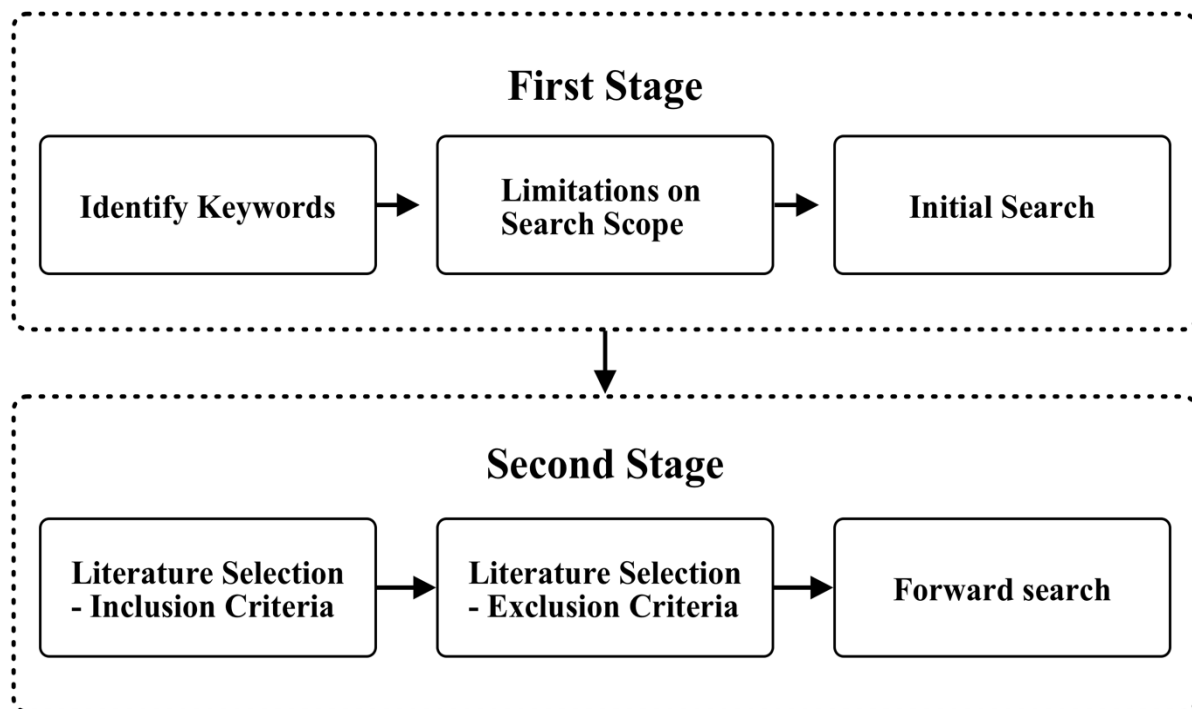 First Stage
Identify Keywords
Limitations on
Search Scope
Initial Search
Second Stage
Literature Selection
- Inclusion Criteria
Literature Selection
- Exclusion Criteria
Forward search